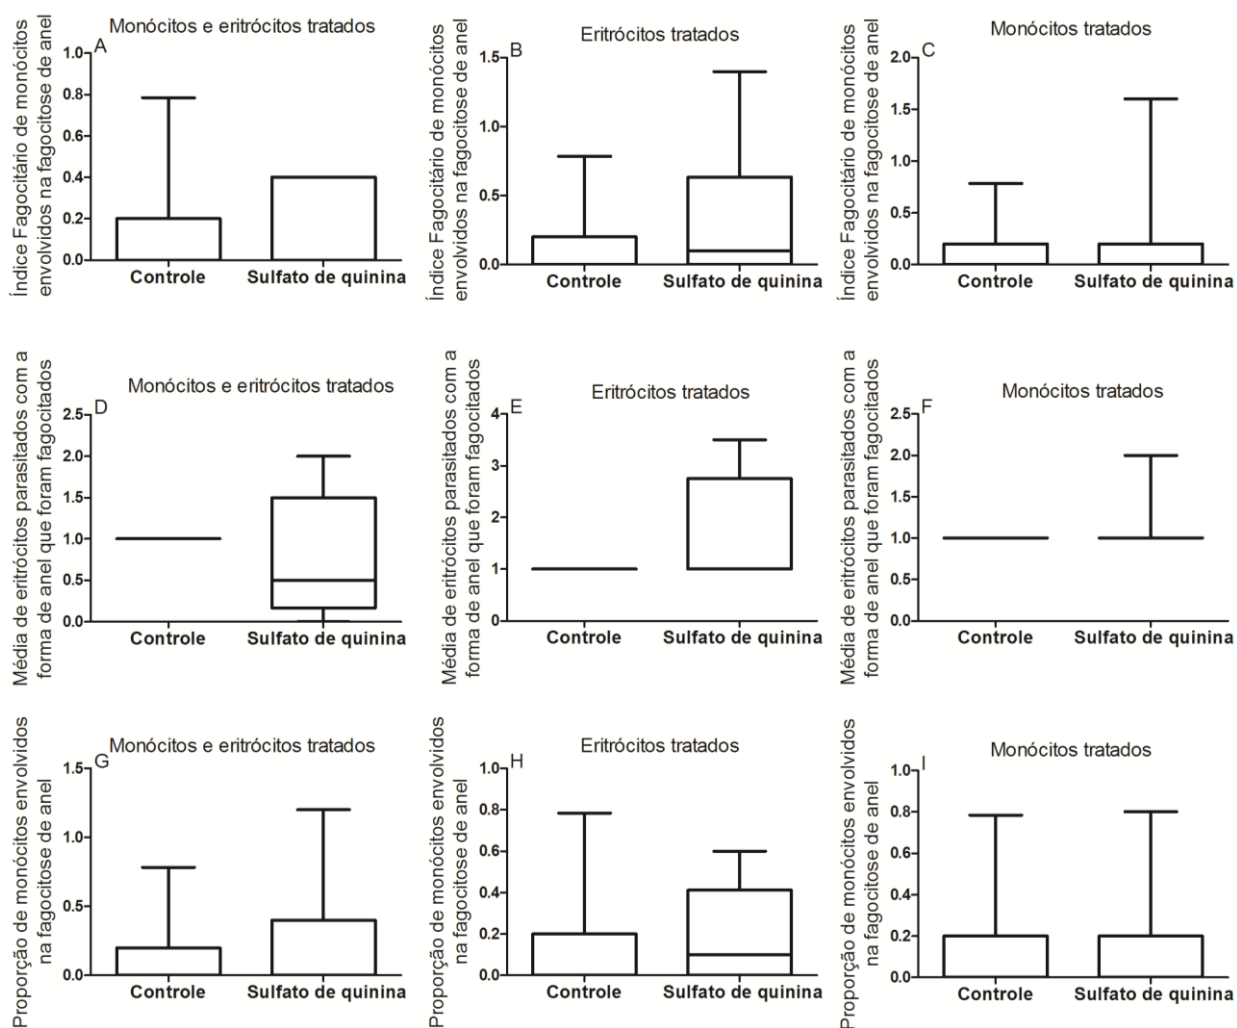 Monócitos e eritrócitos tratados
A
Índice Fagocitário de monócitos
envolvidos na fagocitose de anel
1.0
0.8
0.6
0.4
0.2
0.0
Controle Sulfato de quinina
Eritrócitos tratados
B
Índice Fagocitário de monócitos
envolvidos na fagocitose de anel
1.5
1.0
0.5
0.0
Controle Sulfato de quinina
Monócitos tratados
C
Índice Fagocitário de monócitos
envolvidos na fagocitose de anel
2.0
1.5
1.0
0.5
0.0
Controle Sulfato de quinina
Monócitos e eritrócitos tratados
D
Média de eritrócitos parasitados com a
forma de anel que foram fagocitados
2.5
2.0
1.5
1.0
0.5
0.0
Controle Sulfato de quinina
Eritrócitos tratados
E
Média de eritrócitos parasitados com a
forma de anel que foram fagocitados
4
3
2
1
0
Controle Sulfato de quinina
Monócitos tratados
F
Média de eritrócitos parasitados com a
forma de anel que foram fagocitados
2.5
2.0
1.5
1.0
0.5
0.0
Controle Sulfato de quinina
Monócitos e eritrócitos tratados
G
Proporção de monócitos envolvidos
na fagocitose de anel
1.5
1.0
0.5
0.0
Controle Sulfato de quinina
Eritrócitos tratados
H
Proporção de monócitos envolvidos
na fagocitose de anel
1.0
0.8
0.6
0.4
0.2
0.0
Controle Sulfato de quinina
Monócitos tratados
I
Proporção de monócitos envolvidos
na fagocitose de anel
1.0
0.8
0.6
0.4
0.2
0.0
Controle Sulfato de quinina